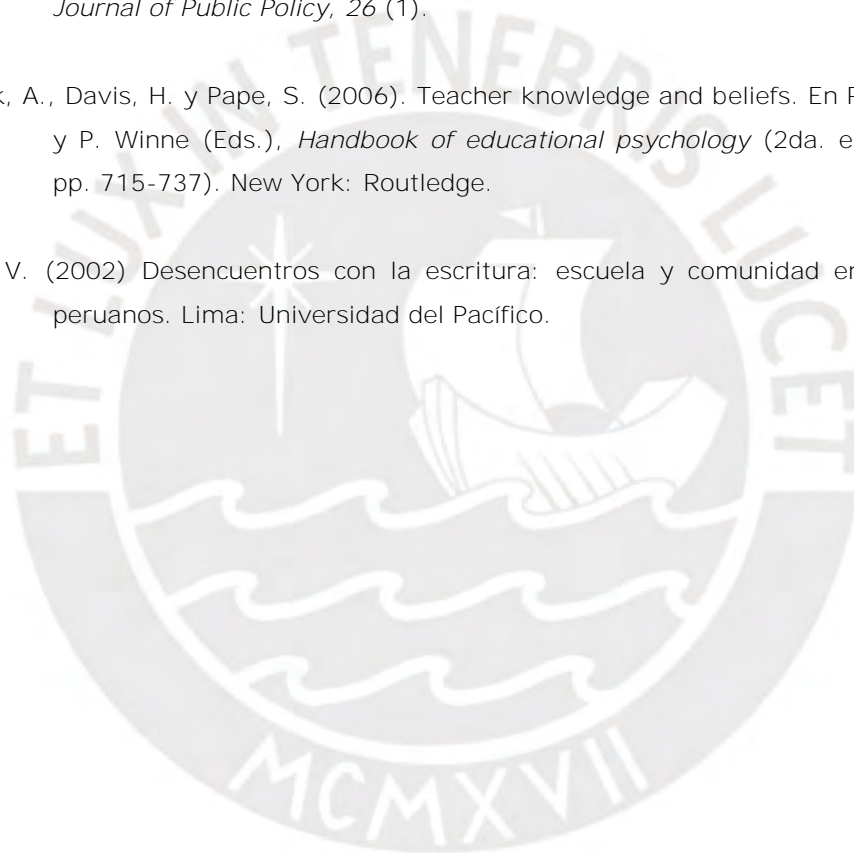 Journal of Public Policy, 26 (1).
k, A., Davis, H. y Pape, S. (2006). Teacher knowledge and beliefs. En P
y P. Winne (Eds.), Handbook of educational psychology (2da. e
pp. 715-737). New York: Routledge.
V. (2002) Desencuentros con la escritura: escuela y comunidad en
peruanos. Lima: Universidad del Pacífico.
ET LUX IN TENEBRIS LUCET
MCMXVII